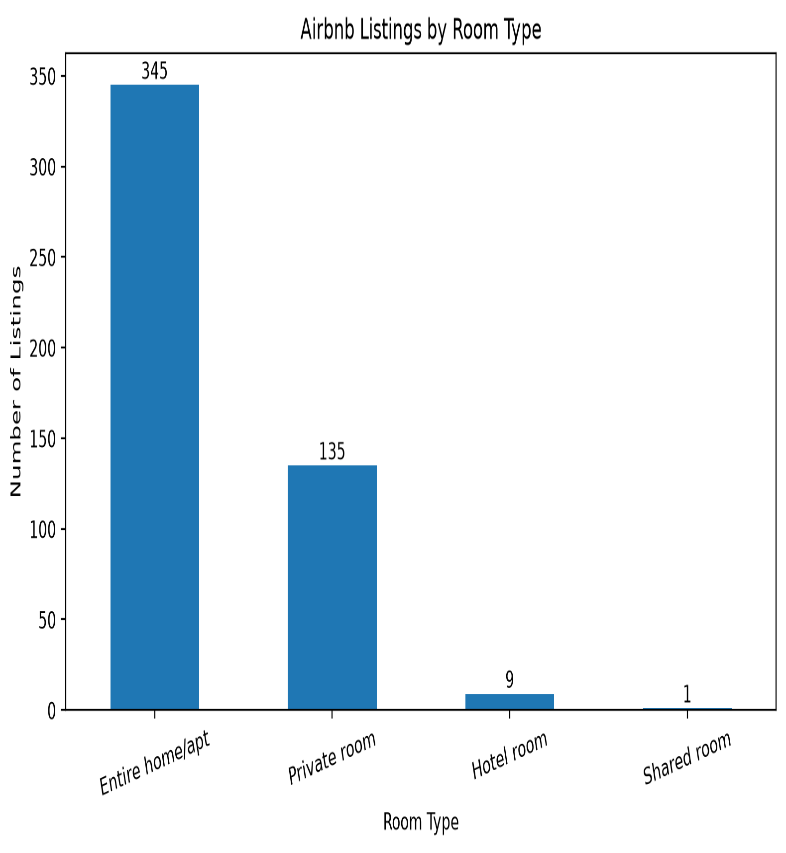 Airbnb Listings by Room Type
Number of Listings
350
300
250
200
150
100
50
0
345
135
9
1
Entire home/apt
Private room
Hotel room
Shared room
Room Type